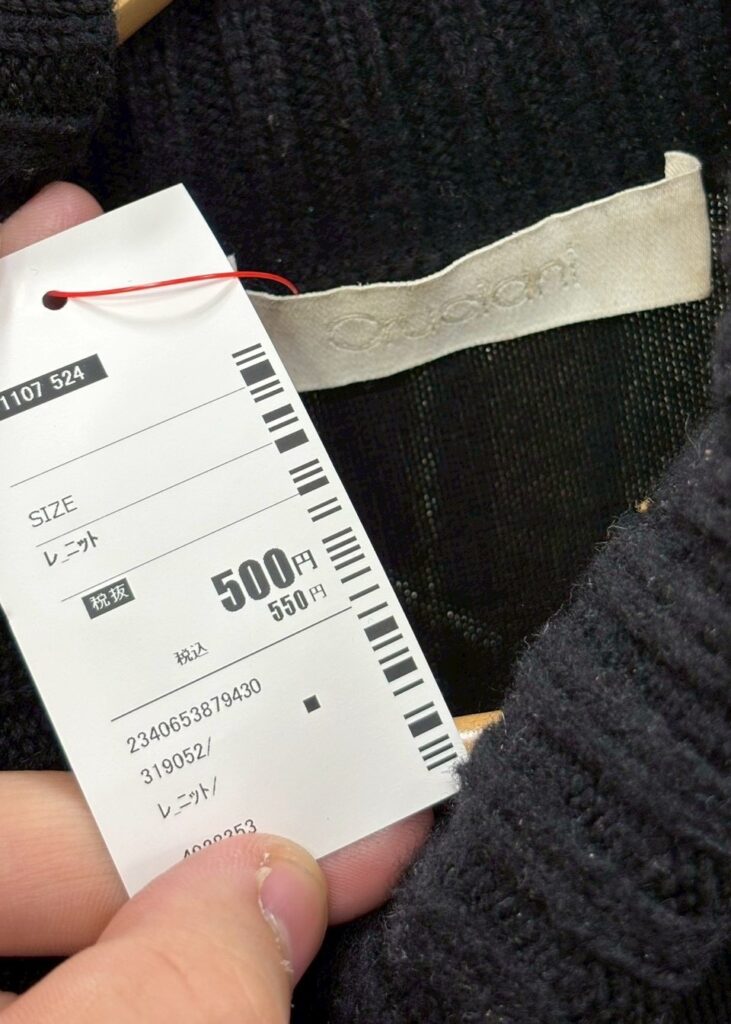 Cruciani
1107 524
SIZE
レ_ニット
税抜 500円
550円
税込
2340653879430
319052/
レ_ニット/